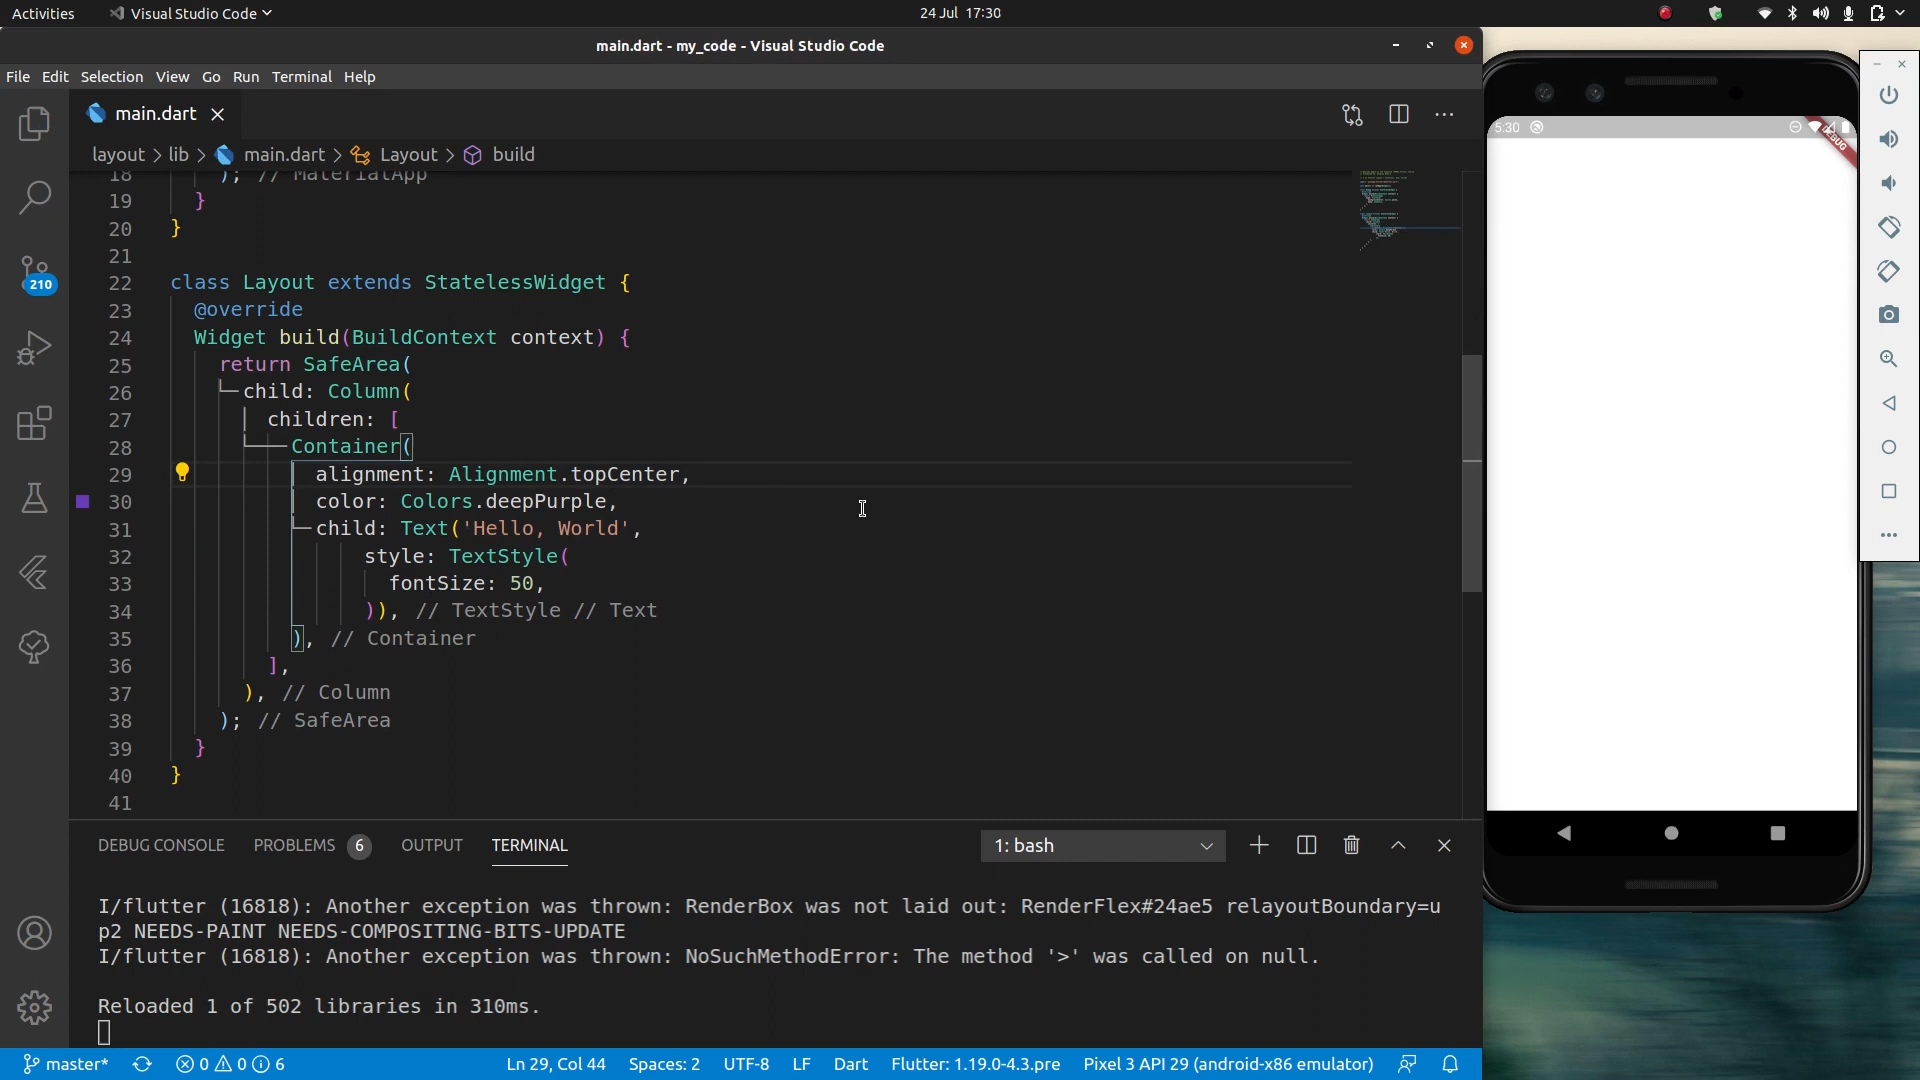 Activities
Visual Studio Code
24 Jul 17:30
main.dart - my_code - Visual Studio Code
File Edit Selection View Go Run Terminal Help
main.dart
layout > lib > main.dart > Layout > build
18 ); // MaterialApp
19 }
20 }
21
22 class Layout extends StatelessWidget {
23 @override
24 Widget build(BuildContext context) {
25 return SafeArea(
26 child: Column(
27 children: [
28 Container(
29 alignment: Alignment.topCenter,
30 color: Colors.deepPurple,
31 child: Text('Hello, World',
32 style: TextStyle(
33 fontSize: 50,
34 )), // TextStyle // Text
35 ), // Container
36 ],
37 ), // Column
38 ); // SafeArea
39 }
40 }
41
210
DEBUG CONSOLE PROBLEMS 6 OUTPUT TERMINAL 1: bash
I/flutter (16818): Another exception was thrown: RenderBox was not laid out: RenderFlex#24ae5 relayoutBoundary=u
p2 NEEDS-PAINT NEEDS-COMPOSITING-BITS-UPDATE
I/flutter (16818): Another exception was thrown: NoSuchMethodError: The method '>' was called on null.
Reloaded 1 of 502 libraries in 310ms.
master* 0 0 6 Ln 29, Col 44 Spaces: 2 UTF-8 LF Dart Flutter: 1.19.0-4.3.pre Pixel 3 API 29 (android-x86 emulator)
5:30
DEBUG